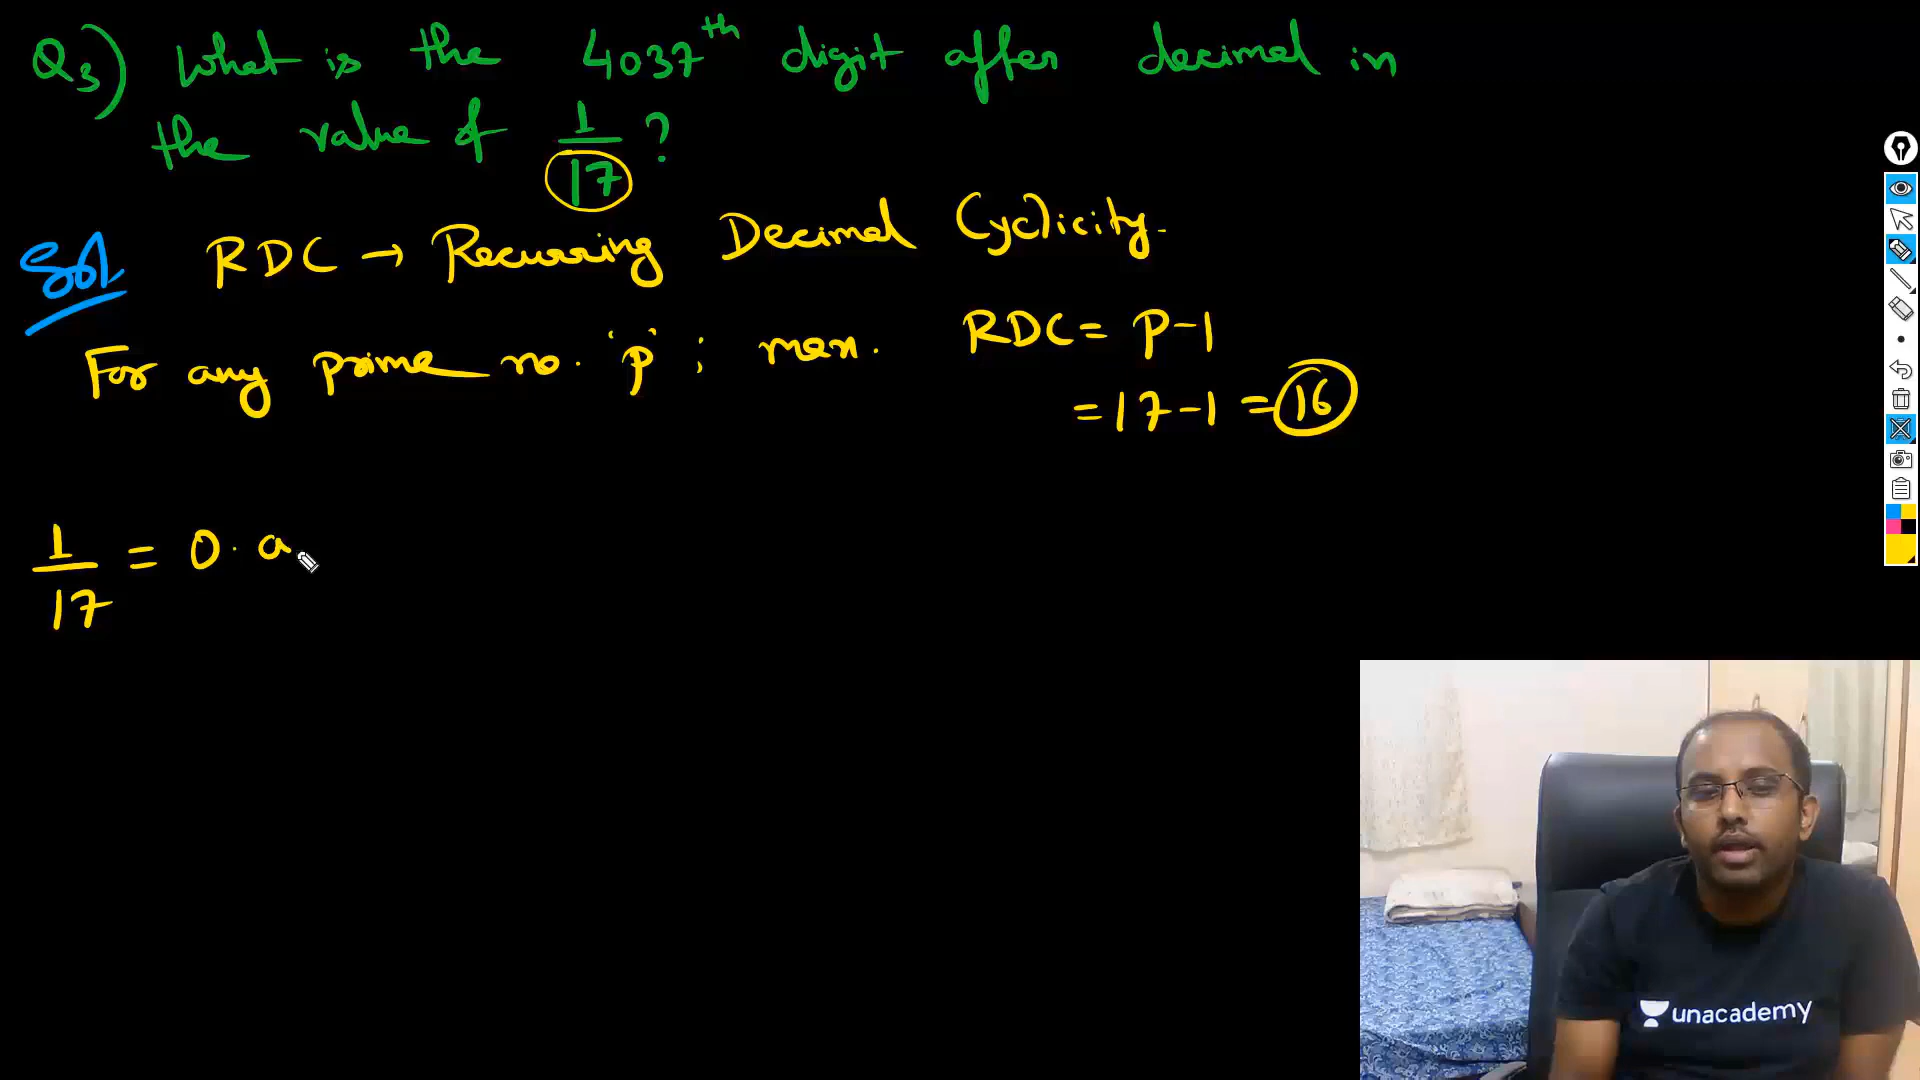 Q3) What is the 4037th digit after decimal in
the value of 1/17 ?
Sol RDC → Recurring Decimal Cyclicity.
For any prime no. 'p' ; max. RDC = P-1
= 17-1 = 16
1/17 = 0. a
unacademy